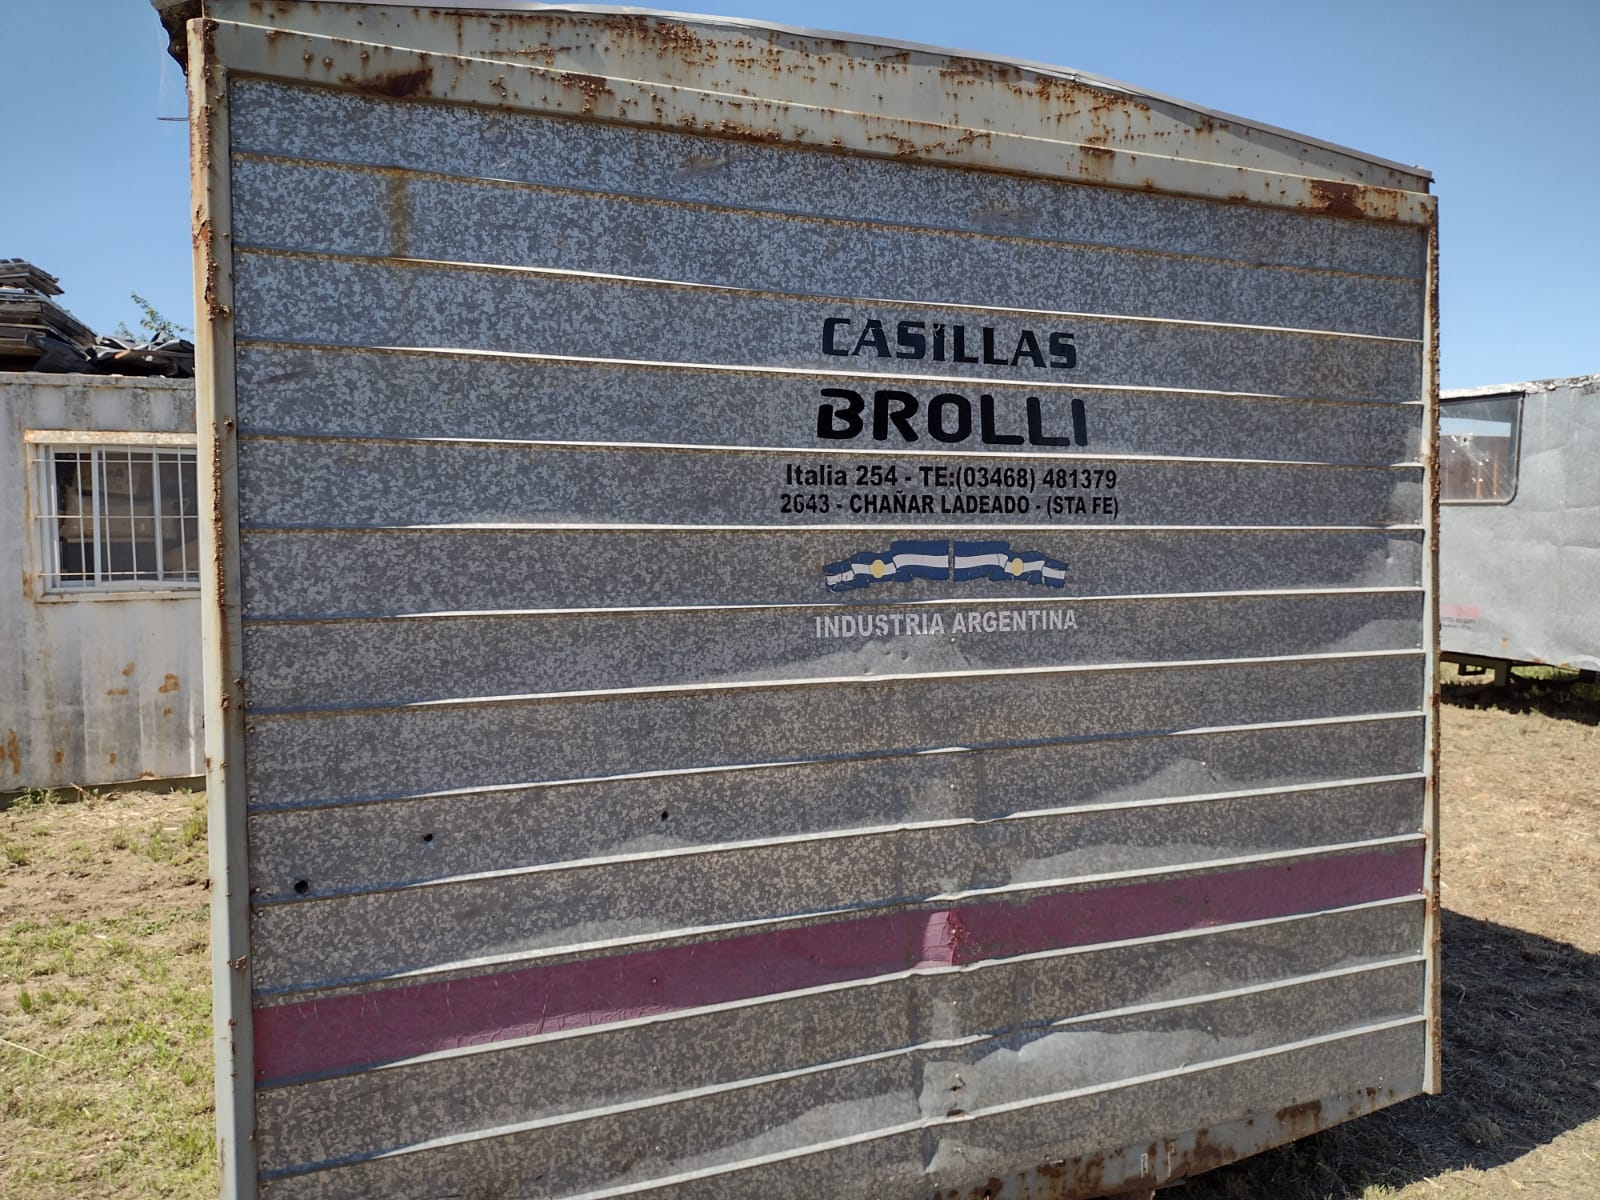 CASiLLAS
BROLLI
Italia 254 - TE:(03468) 481379
2643 - CHAÑAR LADEADO - (STA FE)
INDUSTRIA ARGENTINA